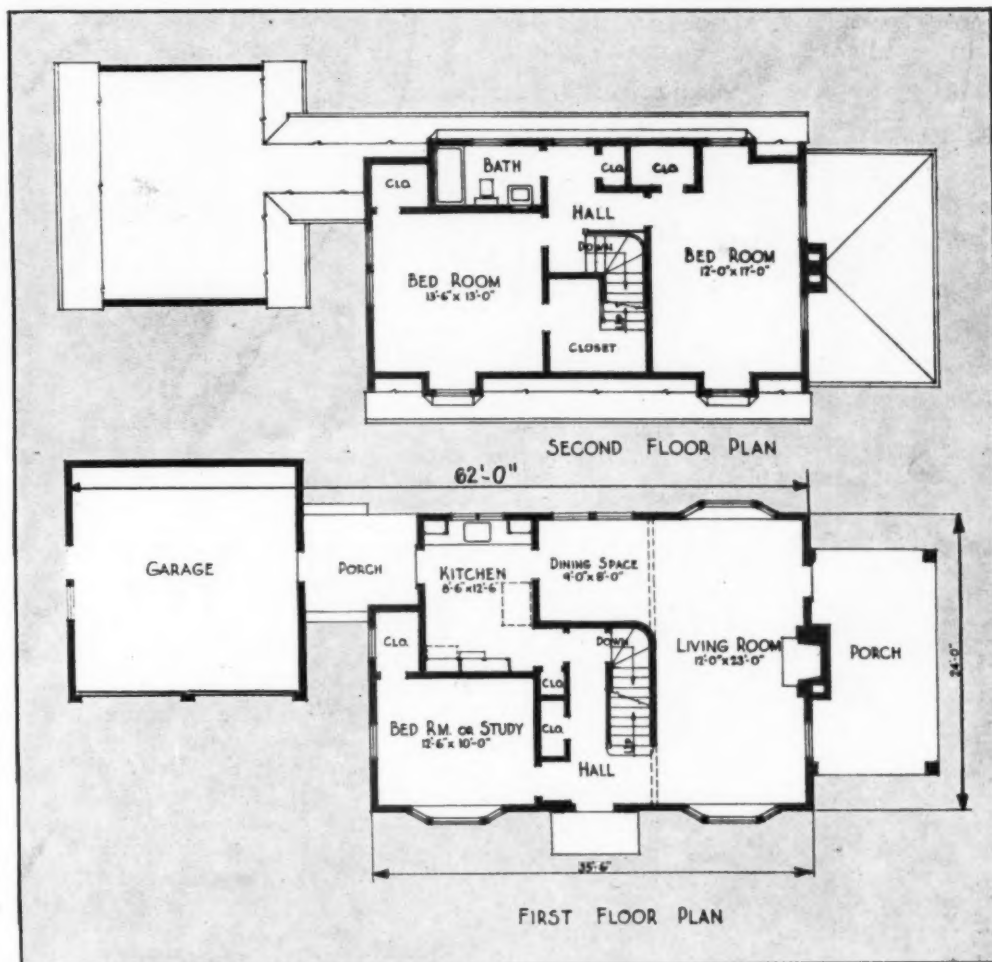 BATH
CLO.
CLO.
CLO.
HALL
DOWN
BED ROOM
12'-0" x 17'-0"
BED ROOM
13'-6" x 13'-0"
UP
CLOSET
SECOND FLOOR PLAN
62'-0"
GARAGE
PORCH
KITCHEN
8'-6" x 12'-6"
DINING SPACE
9'-0" x 8'-0"
CLO.
DOWN
LIVING ROOM
12'-0" x 23'-0"
PORCH
24'-0"
CLO.
BED RM. OR STUDY
12'-6" x 10'-0"
CLO.
UP
HALL
35'-6"
FIRST FLOOR PLAN